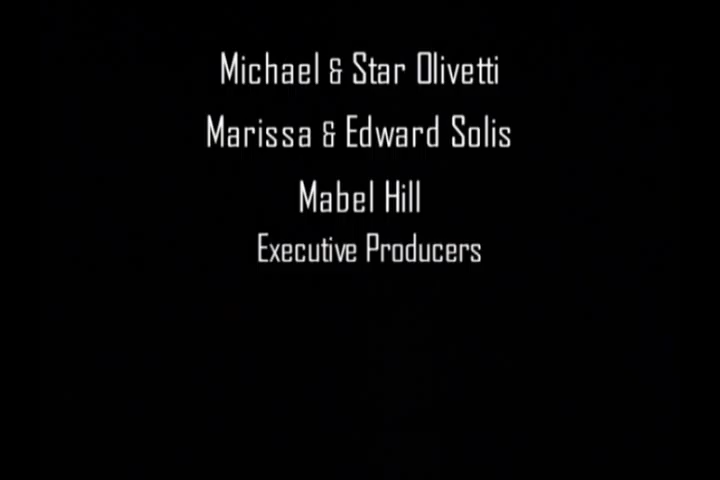 Michael & Star Olivetti
Marissa & Edward Solis
Mabel Hill
Executive Producers